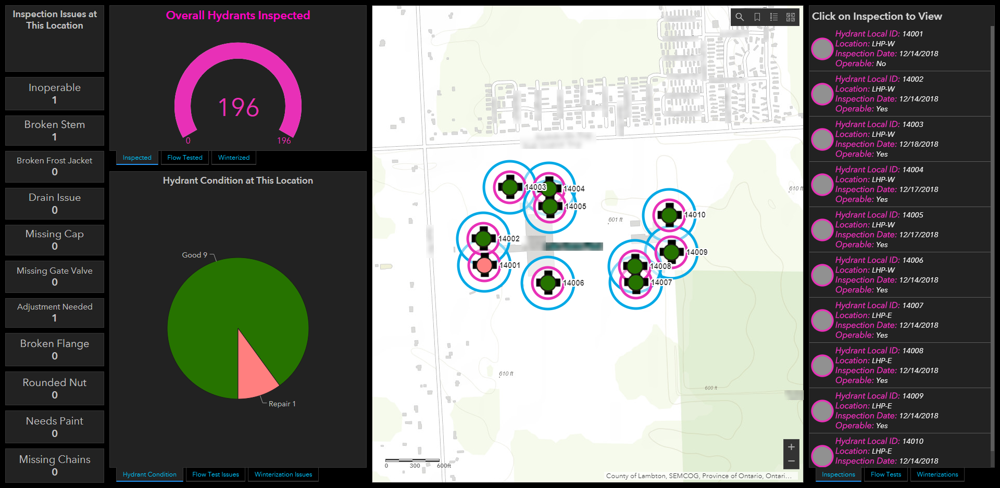 Inspection Issues at
This Location
Inoperable
1
Broken Stem
1
Broken Frost Jacket
0
Drain Issue
0
Missing Cap
0
Missing Gate Valve
0
Adjustment Needed
1
Broken Flange
0
Rounded Nut
0
Needs Paint
0
Missing Chains
0
Overall Hydrants Inspected
196
0 196
Inspected Flow Tested Winterized
Hydrant Condition at This Location
Good 9
Repair 1
Hydrant Condition Flow Test Issues Winterization Issues
14003
14004
14005
14010
14002
14009
14001
14008
14006
14007
610 ft
601 ft
610 ft
600 ft
0 300 600ft
+
−
County of Lambton, SEMCOG, Province of Ontario, Ontari...
Click on Inspection to View
Hydrant Local ID: 14001
Location: LHP-W
Inspection Date: 12/14/2018
Operable: No
Hydrant Local ID: 14002
Location: LHP-W
Inspection Date: 12/14/2018
Operable: Yes
Hydrant Local ID: 14003
Location: LHP-W
Inspection Date: 12/18/2018
Operable: Yes
Hydrant Local ID: 14004
Location: LHP-W
Inspection Date: 12/17/2018
Operable: Yes
Hydrant Local ID: 14005
Location: LHP-W
Inspection Date: 12/17/2018
Operable: Yes
Hydrant Local ID: 14006
Location: LHP-W
Inspection Date: 12/14/2018
Operable: Yes
Hydrant Local ID: 14007
Location: LHP-E
Inspection Date: 12/14/2018
Operable: Yes
Hydrant Local ID: 14008
Location: LHP-E
Inspection Date: 12/14/2018
Operable: Yes
Hydrant Local ID: 14009
Location: LHP-E
Inspection Date: 12/14/2018
Operable: Yes
Hydrant Local ID: 14010
Location: LHP-E
Inspection Date: 12/14/2018
Inspections Flow Tests Winterizations